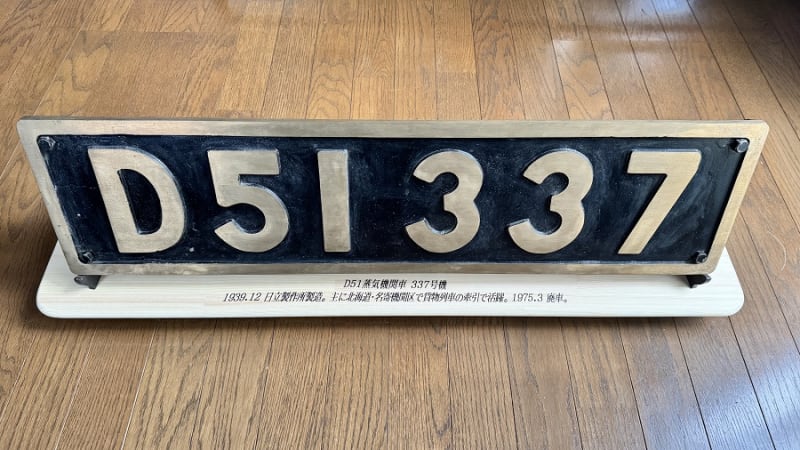 D51 337
D51蒸気機関車 337号機
1939.12 日立製作所製造。主に北海道・名寄機関区で貨物列車の牽引で活躍。1975.3 廃車。